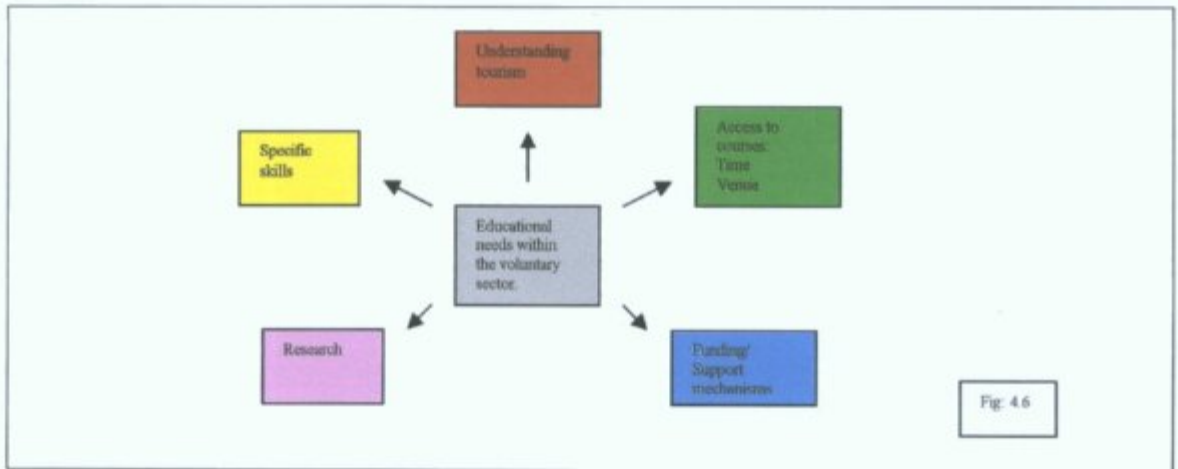 Understanding
tourism
Specific
skills
Access to
courses:
Time
Venue
Educational
needs within
the voluntary
sector.
Research
Funding/
Support
mechanisms
Fig: 4.6